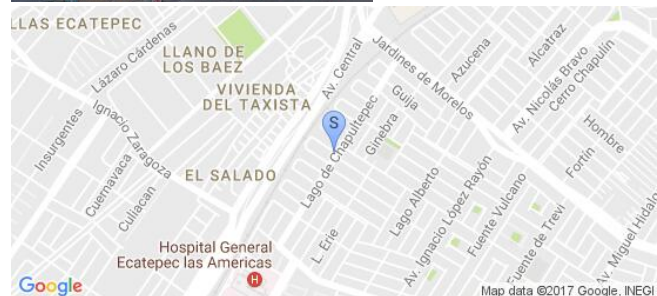 LLAS ECATEPEC
LLANO DE
LOS BAEZ
VIVIENDA
DEL TAXISTA
EL SALADO
Lázaro Cárdenas
Ignacio Zaragoza
Insurgentes
Cuernavaca
Culiacan
Av. Central
Jardines de Morelos
Azucena
Alcatraz
Av. Nicolás Bravo
Cerro Chapulín
Guija
Ginebra
S
Lago de Chapultepec
Hombre
Fortín
Lago Alberto
Av. Ignacio López Rayón
Fuente Vulcano
Fuente de Trevi
Av. Miguel Hidalgo
L. Erie
Hospital General
Ecatepec las Americas
H
Google
Map data ©2017 Google, INEGI